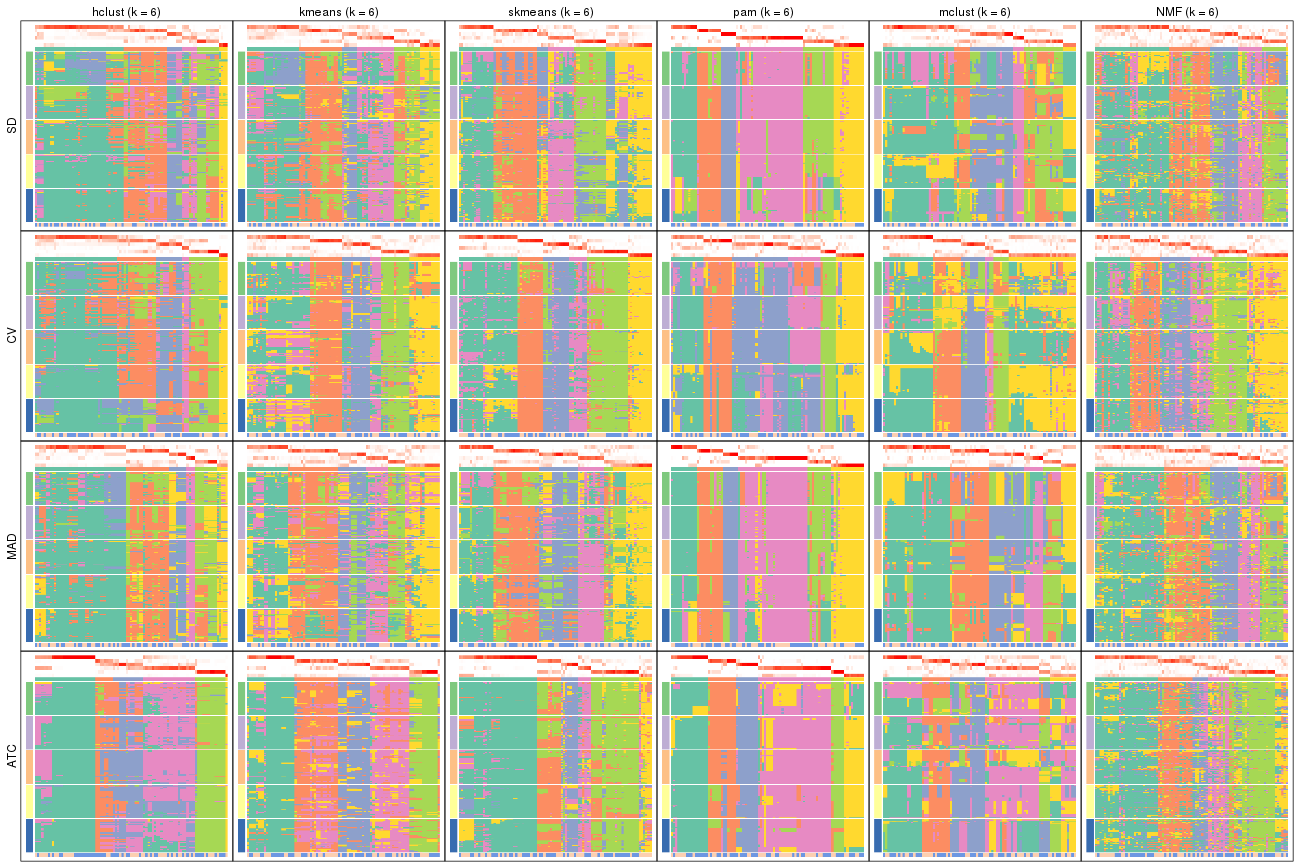 hclust (k = 6) kmeans (k = 6) skmeans (k = 6) pam (k = 6) mclust (k = 6) NMF (k = 6)
SD
CV
MAD
ATC